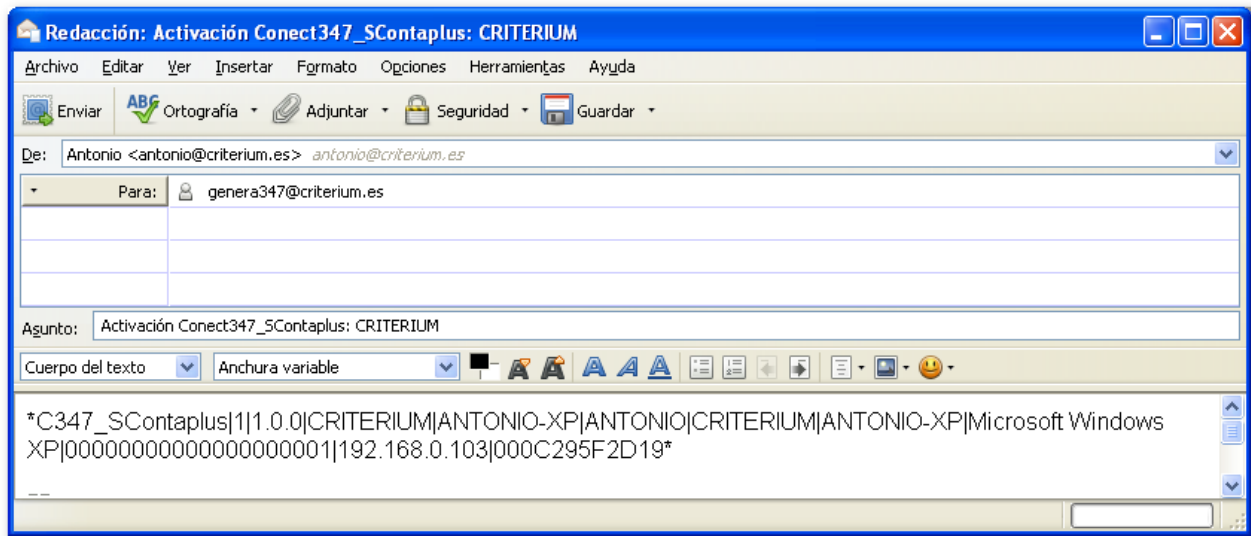 Redacción: Activación Conect347_SContaplus: CRITERIUM
Archivo Editar Ver Insertar Formato Opciones Herramientas Ayuda
Enviar ABC Ortografía Adjuntar Seguridad Guardar
De: Antonio <antonio@criterium.es> antonio@criterium.es
Para: genera347@criterium.es
Asunto: Activación Conect347_SContaplus: CRITERIUM
Cuerpo del texto Anchura variable
*C347_SContaplus|1|1.0.0|CRITERIUM|ANTONIO-XP|ANTONIO|CRITERIUM|ANTONIO-XP|Microsoft Windows
XP|00000000000000000001|192.168.0.103|000C295F2D19*
--